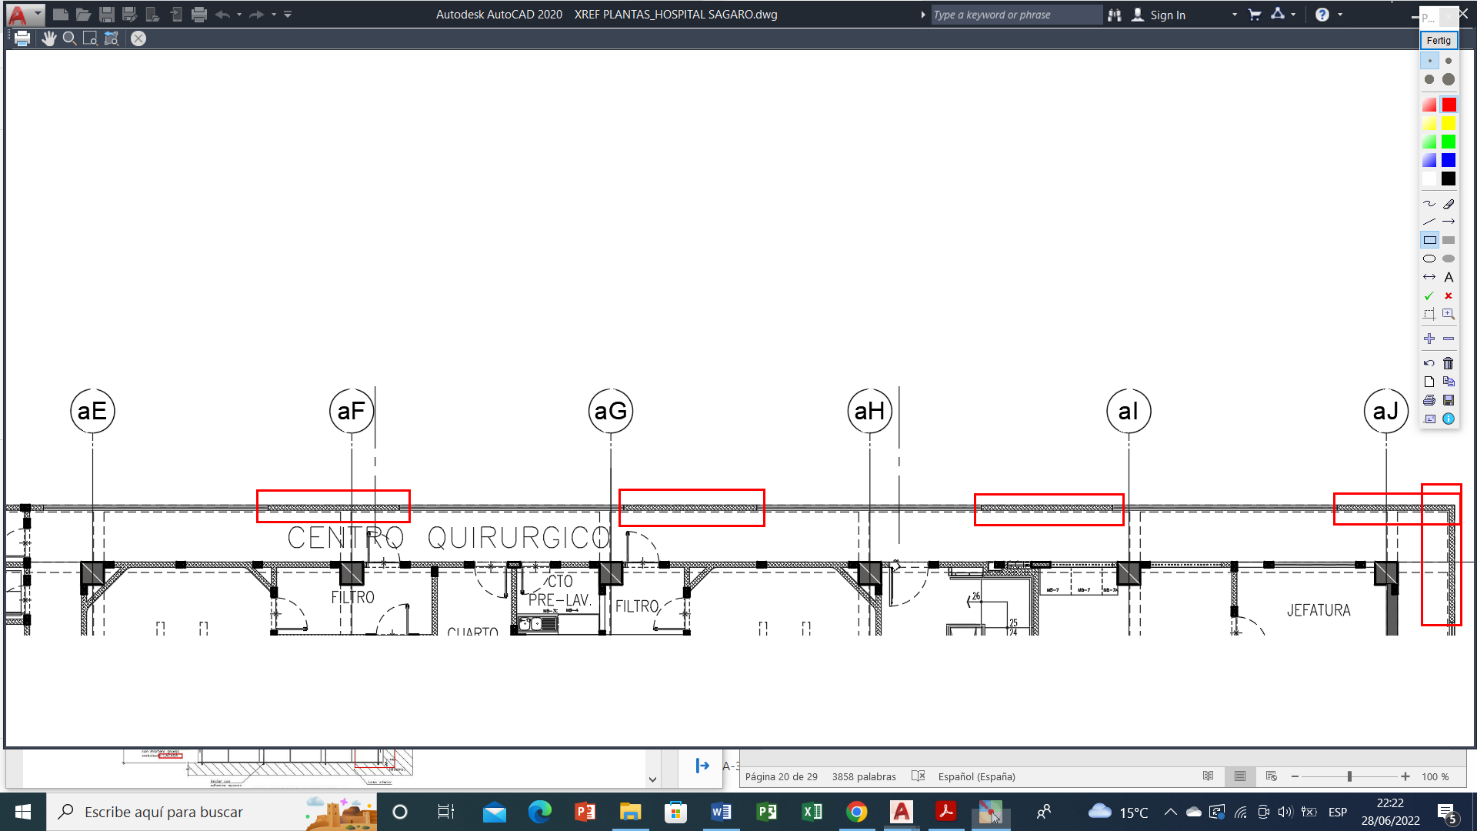 Autodesk AutoCAD 2020 XREF PLANTAS_HOSPITAL SAGARO.dwg
Type a keyword or phrase
Sign In
P...
Fertig
A
aE
aF
aG
aH
aI
aJ
CENTRO QUIRURGICO
FILTRO
CTO
PRE-LAV.
FILTRO
CUARTO
26
25
24
JEFATURA
Página 20 de 29
3858 palabras
Español (España)
100 %
Escribe aquí para buscar
15°C
ESP
22:22
28/06/2022
5